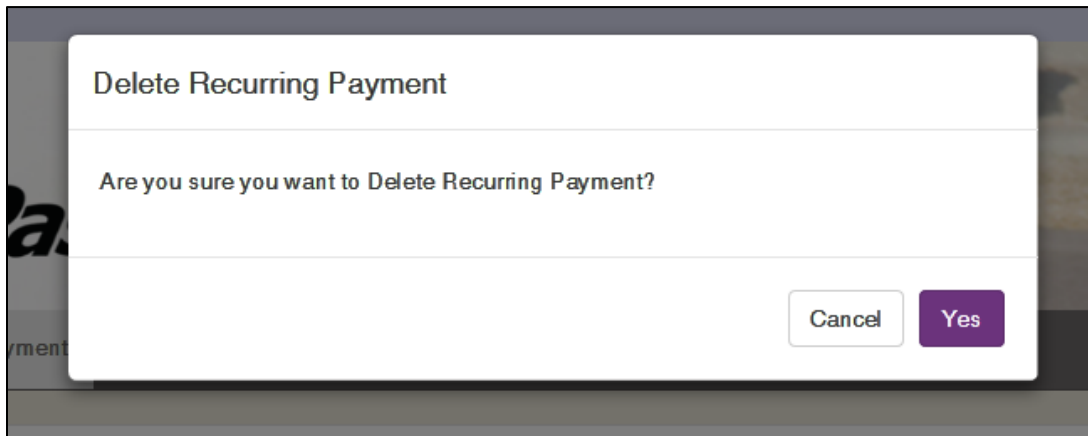 Delete Recurring Payment
Are you sure you want to Delete Recurring Payment?
Cancel
Yes